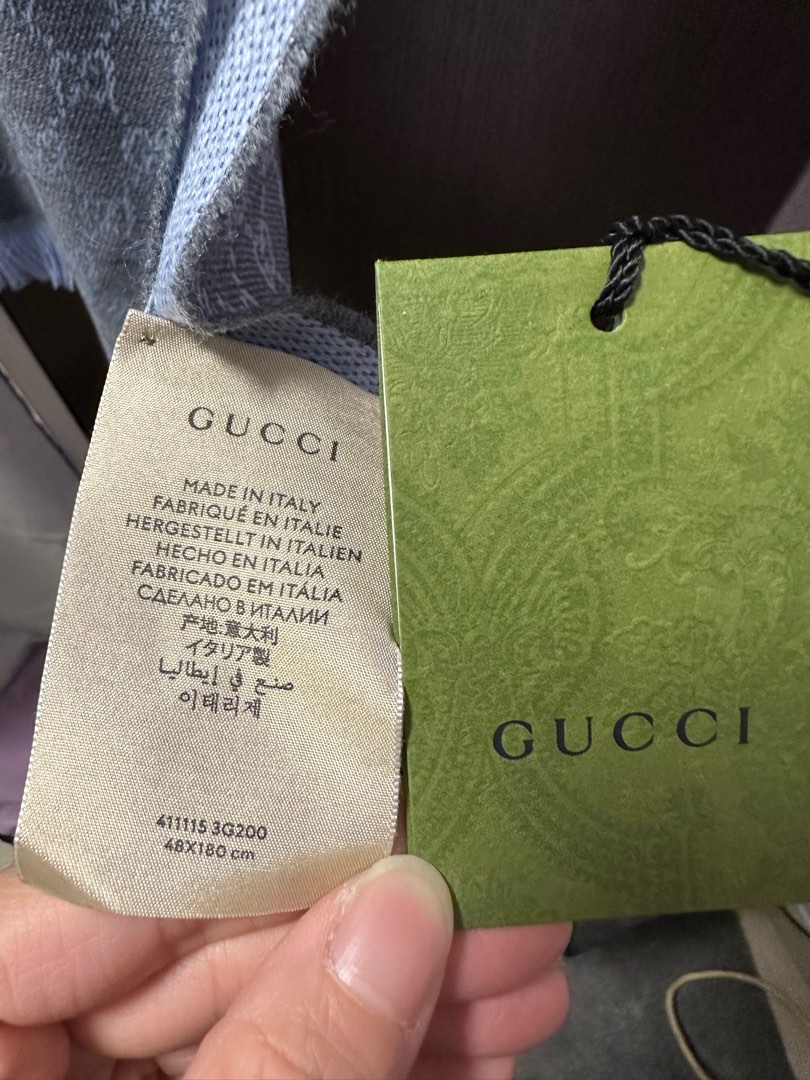 GUCCI
MADE IN ITALY
FABRIQUÉ EN ITALIE
HERGESTELLT IN ITALIEN
HECHO EN ITALIA
FABRICADO EM ITÁLIA
СДЕЛАНО В ИТАЛИИ
产地:意大利
イタリア製
صنع في إيطاليا
이태리제
411115 3G200
48X180 cm
GUCCI